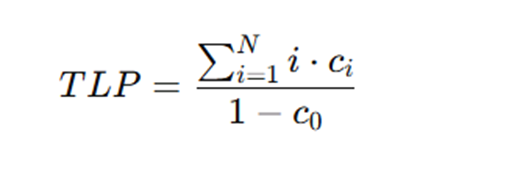 TLP = \frac{\sum_{i=1}^{N} i \cdot c_i}{1 - c_0}